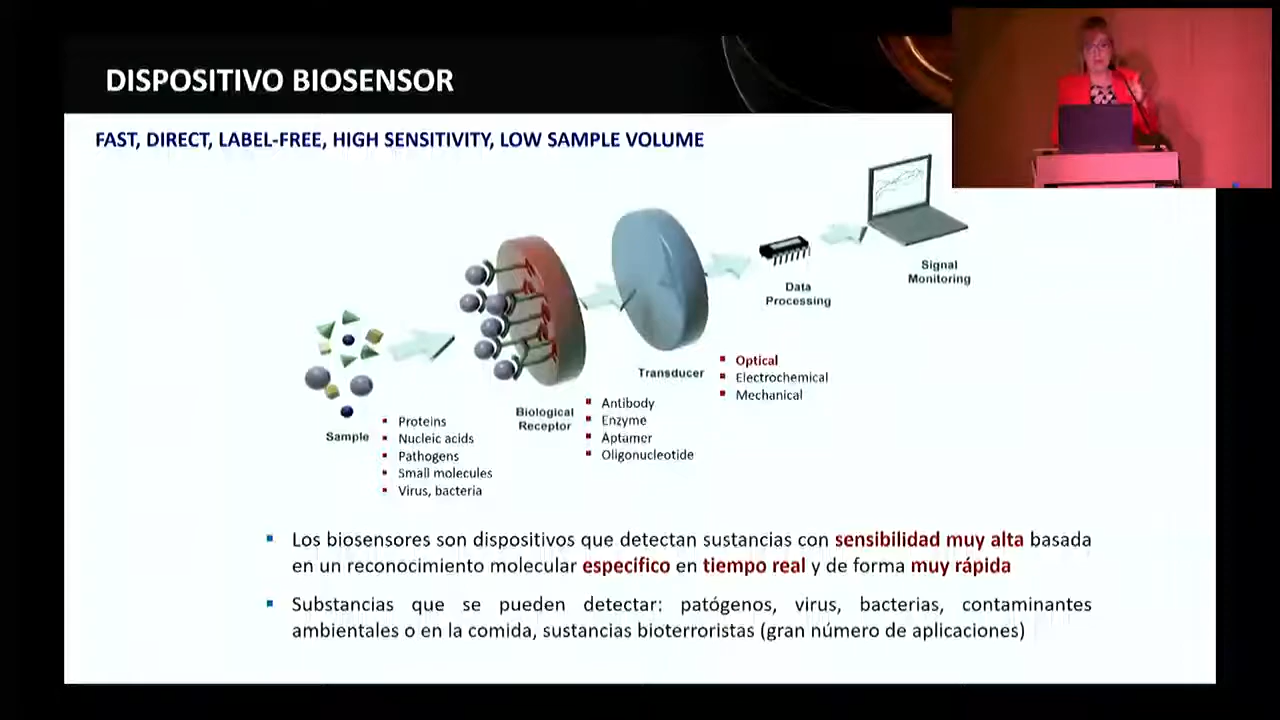 DISPOSITIVO BIOSENSOR
FAST, DIRECT, LABEL-FREE, HIGH SENSITIVITY, LOW SAMPLE VOLUME
Signal
Monitoring
Data
Processing
Transducer
Optical
Electrochemical
Mechanical
Biological
Receptor
Antibody
Enzyme
Aptamer
Oligonucleotide
Sample
Proteins
Nucleic acids
Pathogens
Small molecules
Virus, bacteria
Los biosensores son dispositivos que detectan sustancias con sensibilidad muy alta basada
en un reconocimiento molecular específico en tiempo real y de forma muy rápida
Substancias que se pueden detectar: patógenos, virus, bacterias, contaminantes
ambientales o en la comida, sustancias bioterroristas (gran número de aplicaciones)